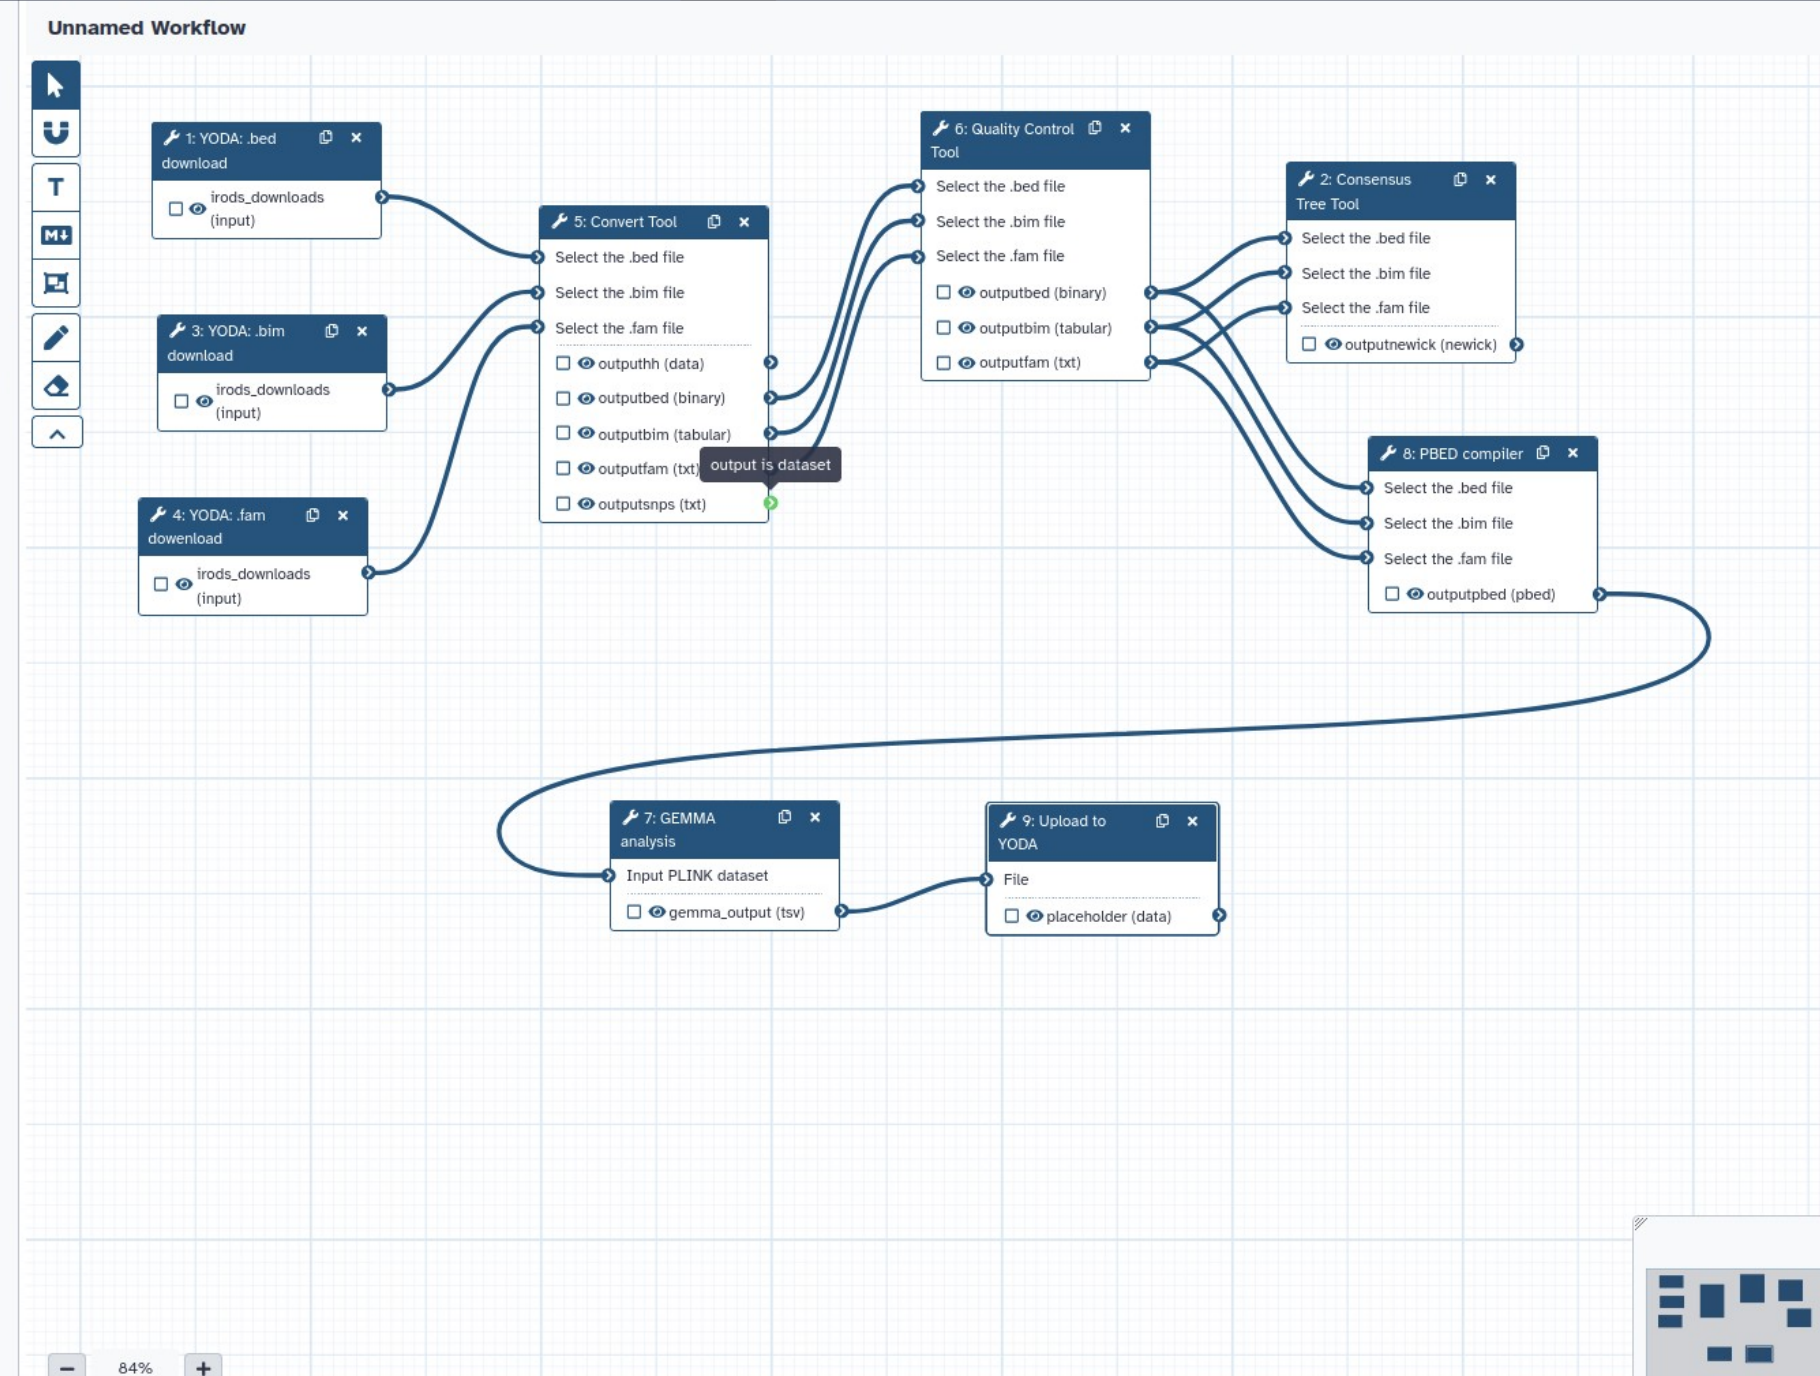 Unnamed Workflow
T
M
1: YODA: .bed
download
irods_downloads
(input)
3: YODA: .bim
download
irods_downloads
(input)
4: YODA: .fam
dowenload
irods_downloads
(input)
5: Convert Tool
Select the .bed file
Select the .bim file
Select the .fam file
outputhh (data)
outputbed (binary)
outputbim (tabular)
outputfam (txt)
output is dataset
outputsnps (txt)
6: Quality Control
Tool
Select the .bed file
Select the .bim file
Select the .fam file
outputbed (binary)
outputbim (tabular)
outputfam (txt)
2: Consensus
Tree Tool
Select the .bed file
Select the .bim file
Select the .fam file
outputnewick (newick)
8: PBED compiler
Select the .bed file
Select the .bim file
Select the .fam file
outputpbed (pbed)
7: GEMMA
analysis
Input PLINK dataset
gemma_output (tsv)
9: Upload to
YODA
File
placeholder (data)
84%